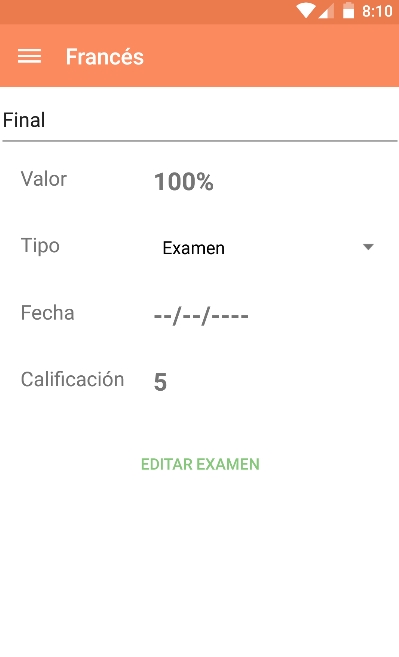 8:10
Francés
Final
Valor 100%
Tipo Examen
Fecha --/--/----
Calificación 5
EDITAR EXAMEN